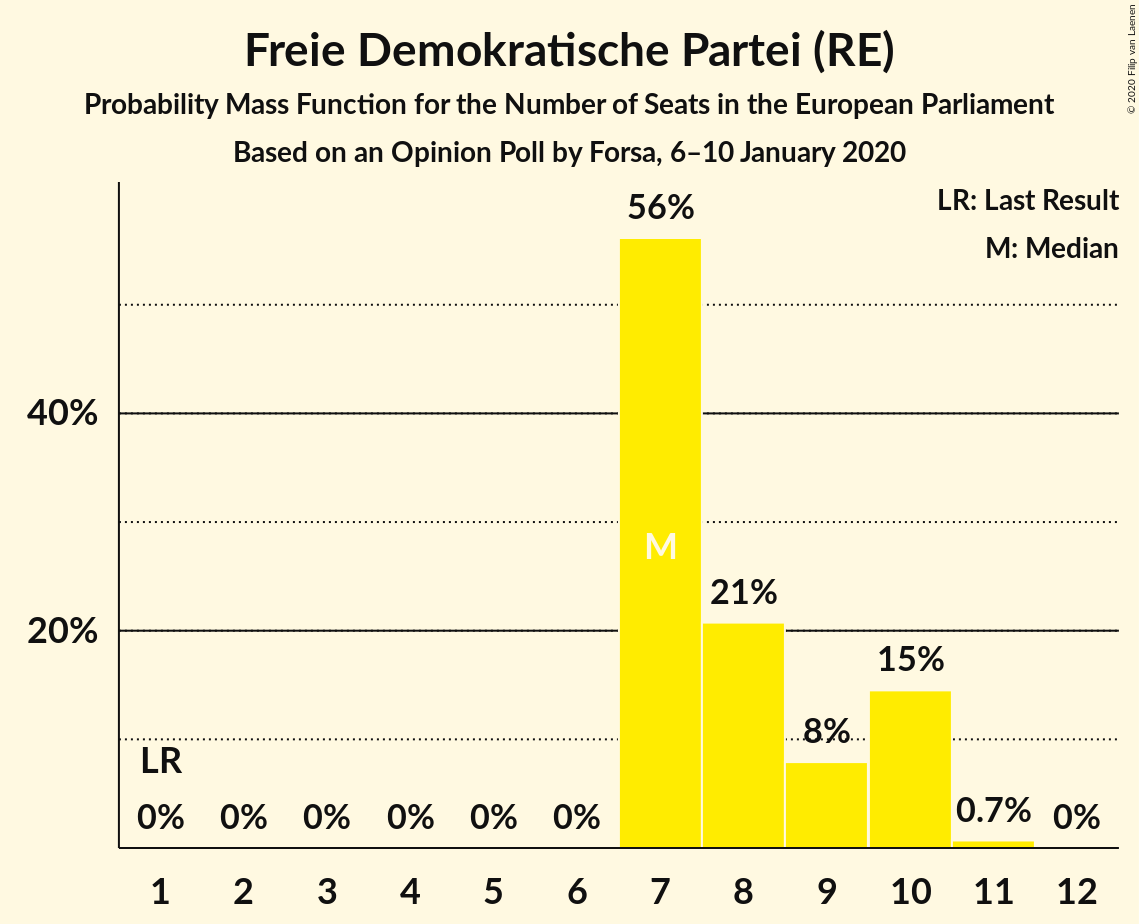 Freie Demokratische Partei (RE)
Probability Mass Function for the Number of Seats in the European Parliament
Based on an Opinion Poll by Forsa, 6–10 January 2020
© 2020 Filip van Laenen
LR: Last Result
M: Median
56%
40%
M
21%
20%
15%
8%
LR
0% 0% 0% 0% 0% 0% 0.7% 0%
1 2 3 4 5 6 7 8 9 10 11 12